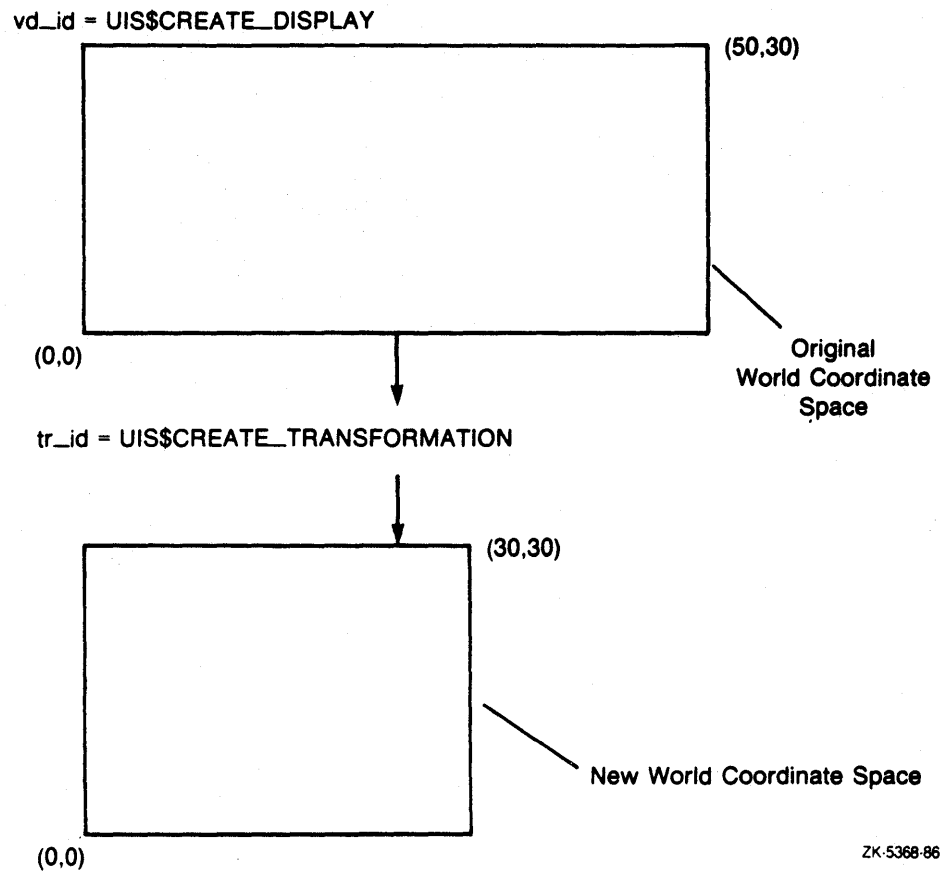 vd_id = UIS$CREATE_DISPLAY
(50,30)
(0,0)
Original
World Coordinate
Space
tr_id = UIS$CREATE_TRANSFORMATION
(30,30)
New World Coordinate Space
(0,0)
ZK-5368-86